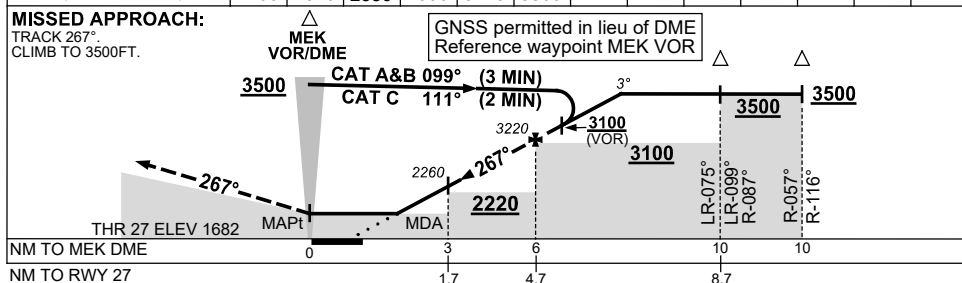 MISSED APPROACH:
TRACK 267°.
CLIMB TO 3500FT.
MEK
VOR/DME
GNSS permitted in lieu of DME
Reference waypoint MEK VOR
3500
CAT A&B 099° (3 MIN)
CAT C 111° (2 MIN)
3°
3500
3500
3220
3100
(VOR)
3100
267°
2260
2220
267°
LR-075°
LR-099°
R-087°
R-057°
R-116°
THR 27 ELEV 1682
MAPt
MDA
NM TO MEK DME
0
3
6
10
10
NM TO RWY 27
1.7
4.7
8.7